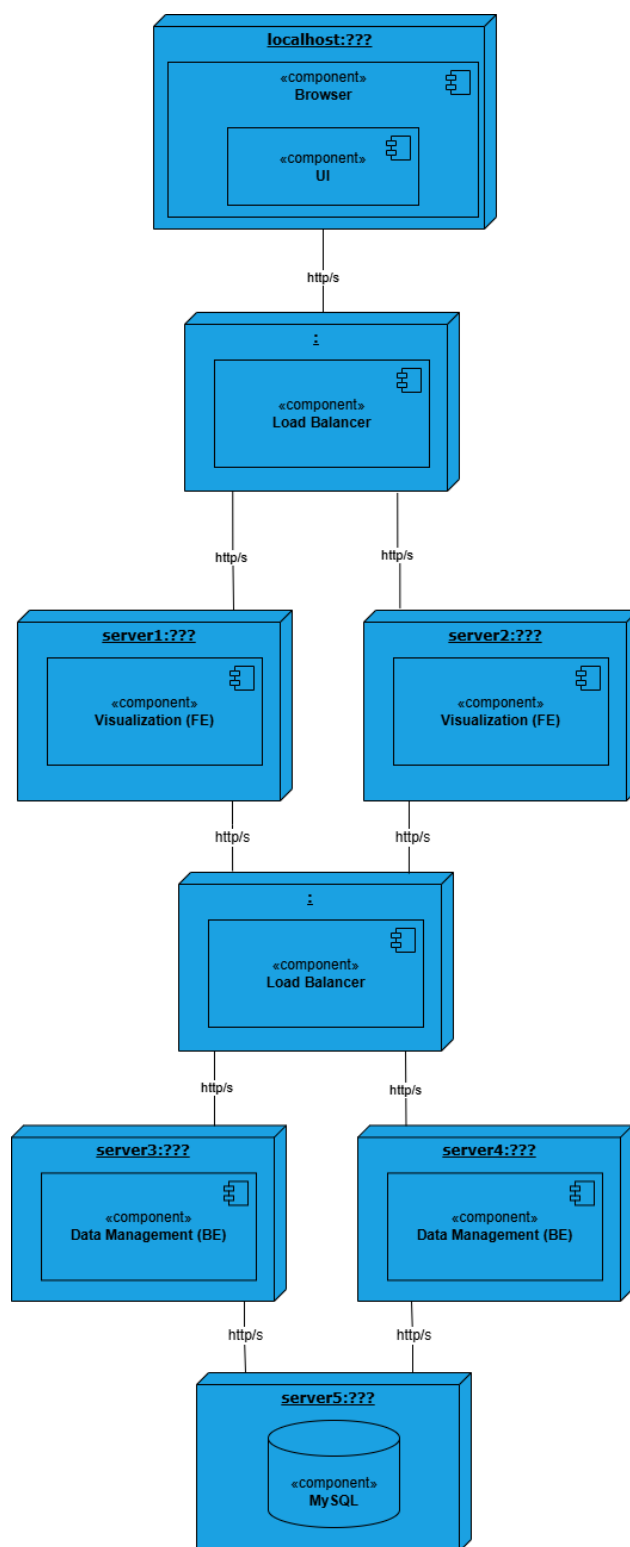 localhost:???
«component»
Browser
«component»
UI
http/s
:
«component»
Load Balancer
http/s
http/s
server1:???
«component»
Visualization (FE)
server2:???
«component»
Visualization (FE)
http/s
http/s
:
«component»
Load Balancer
http/s
http/s
server3:???
«component»
Data Management (BE)
server4:???
«component»
Data Management (BE)
http/s
http/s
server5:???
«component»
MySQL